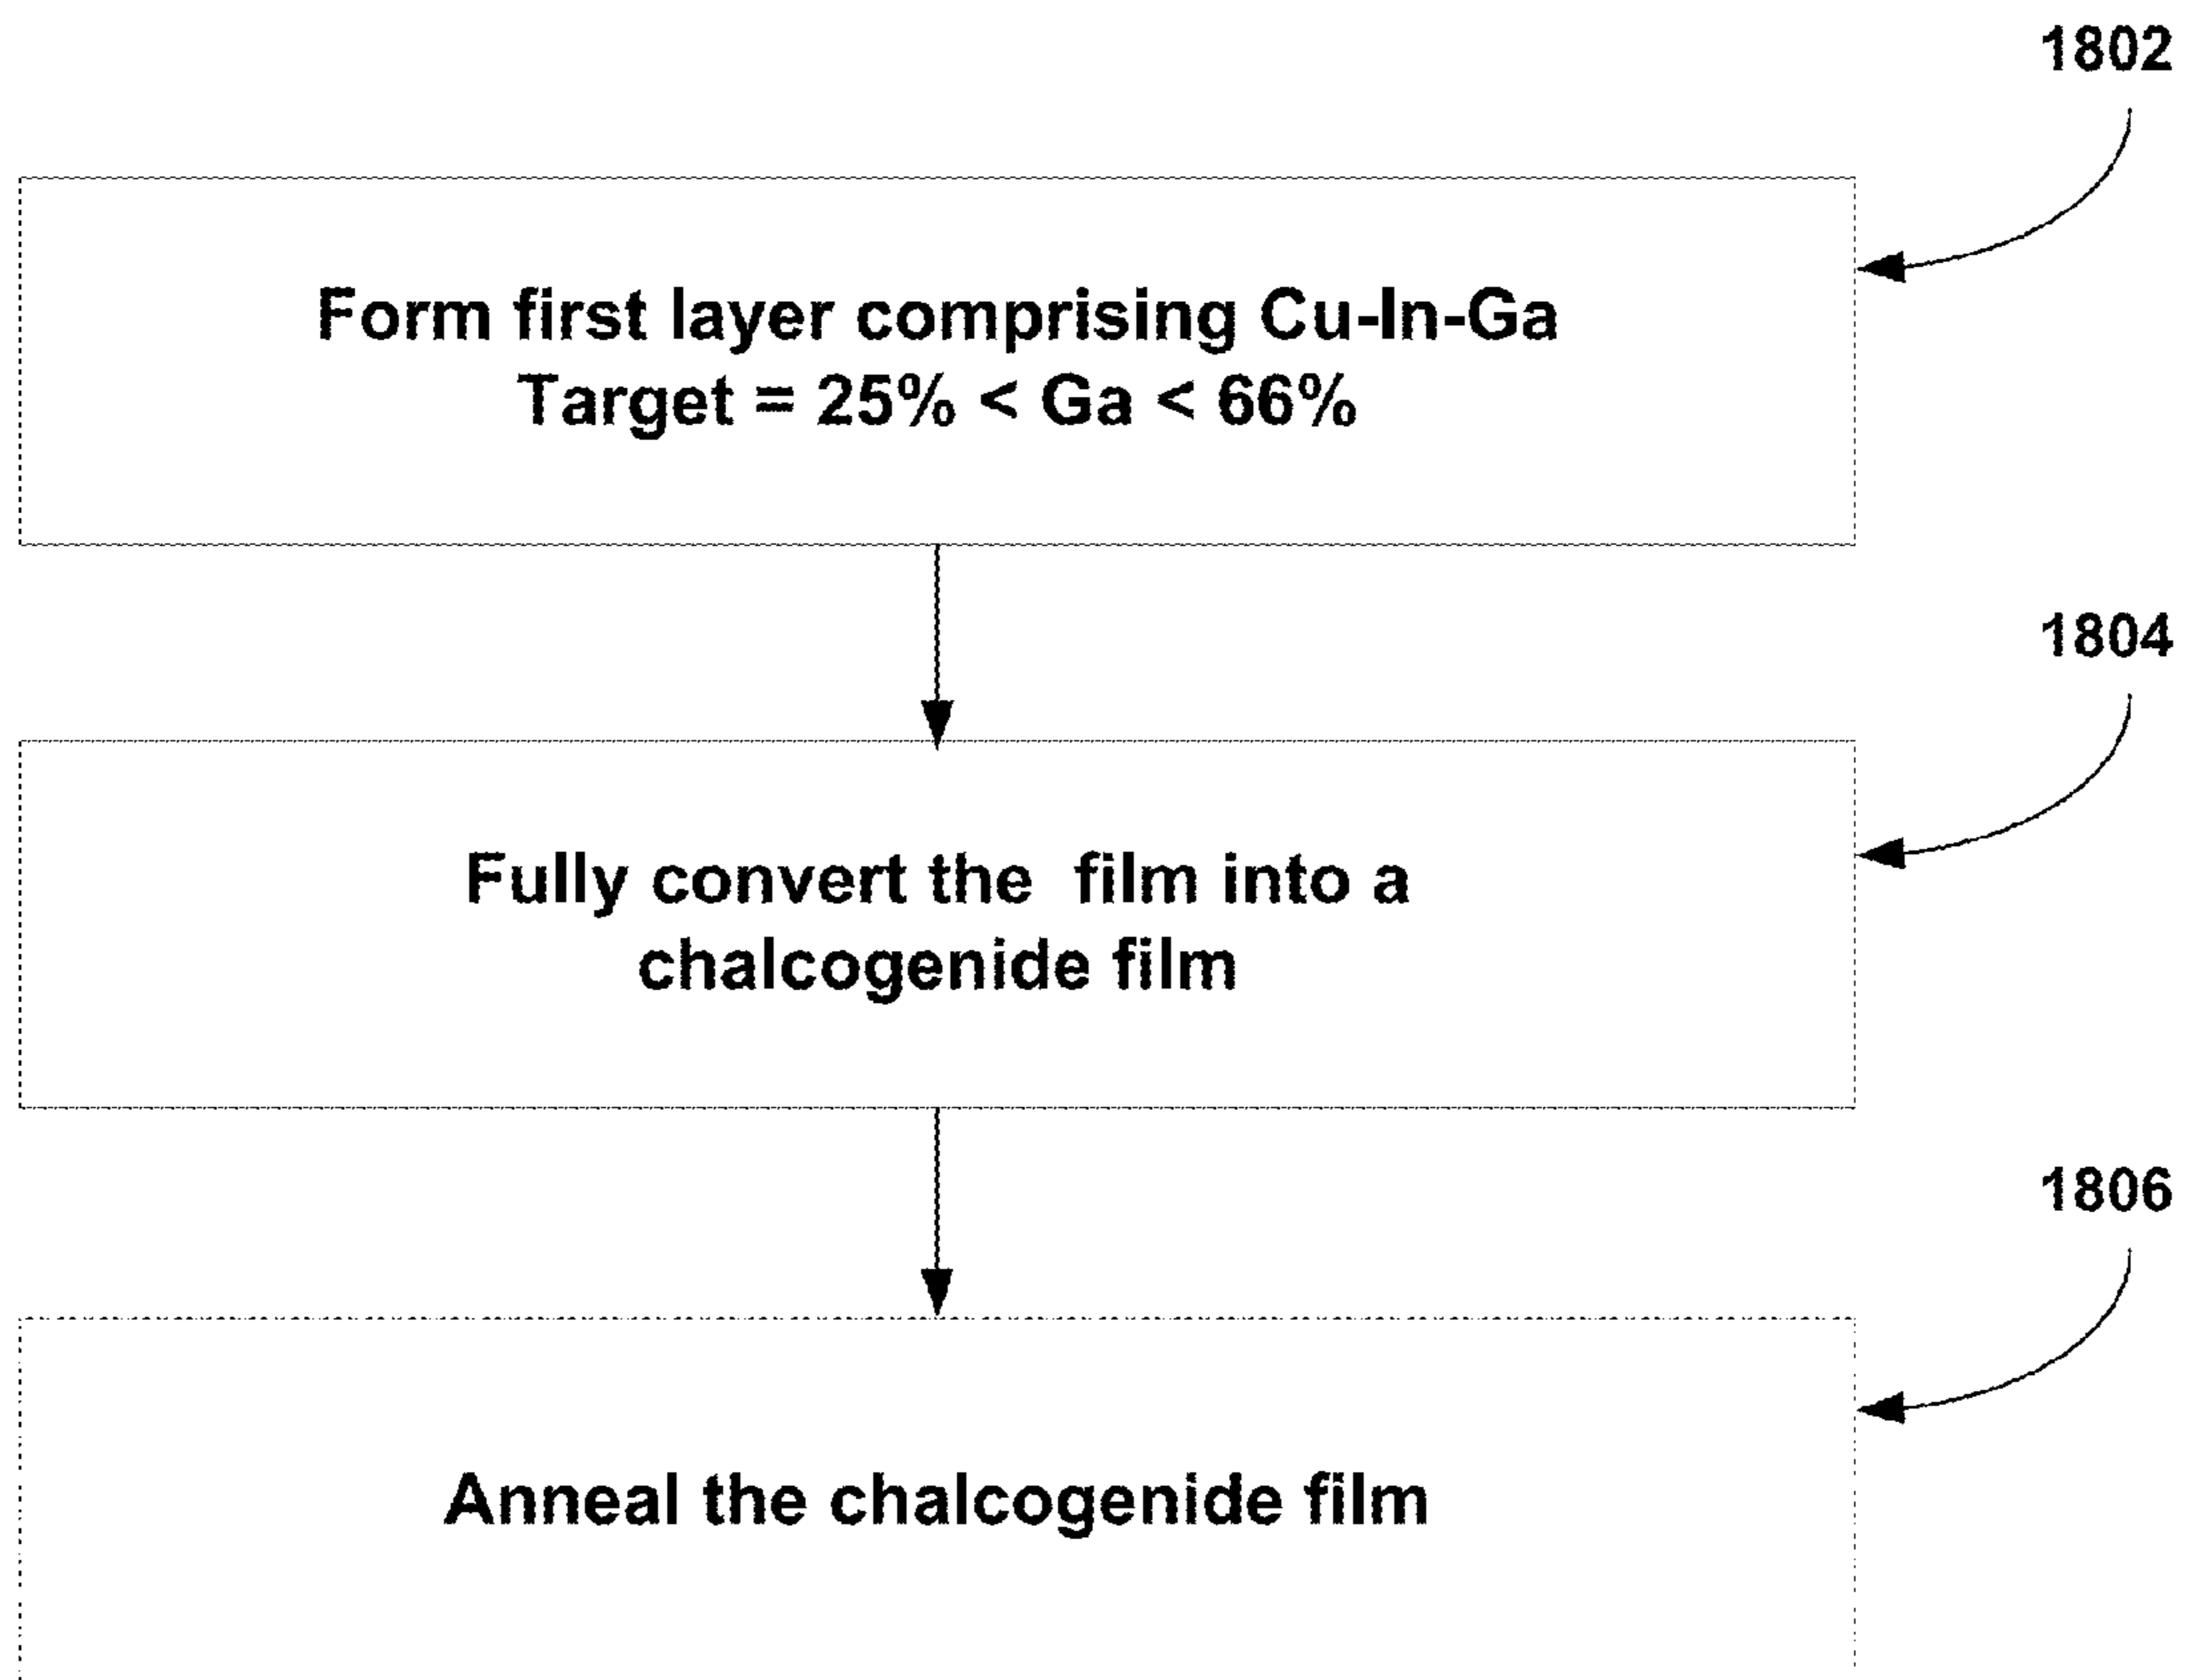 1802
Form first layer comprising Cu-In-Ga
Target = 25% < Ga < 66%
1804
Fully convert the  film into a
chalcogenide film
1806
Anneal the chalcogenide film